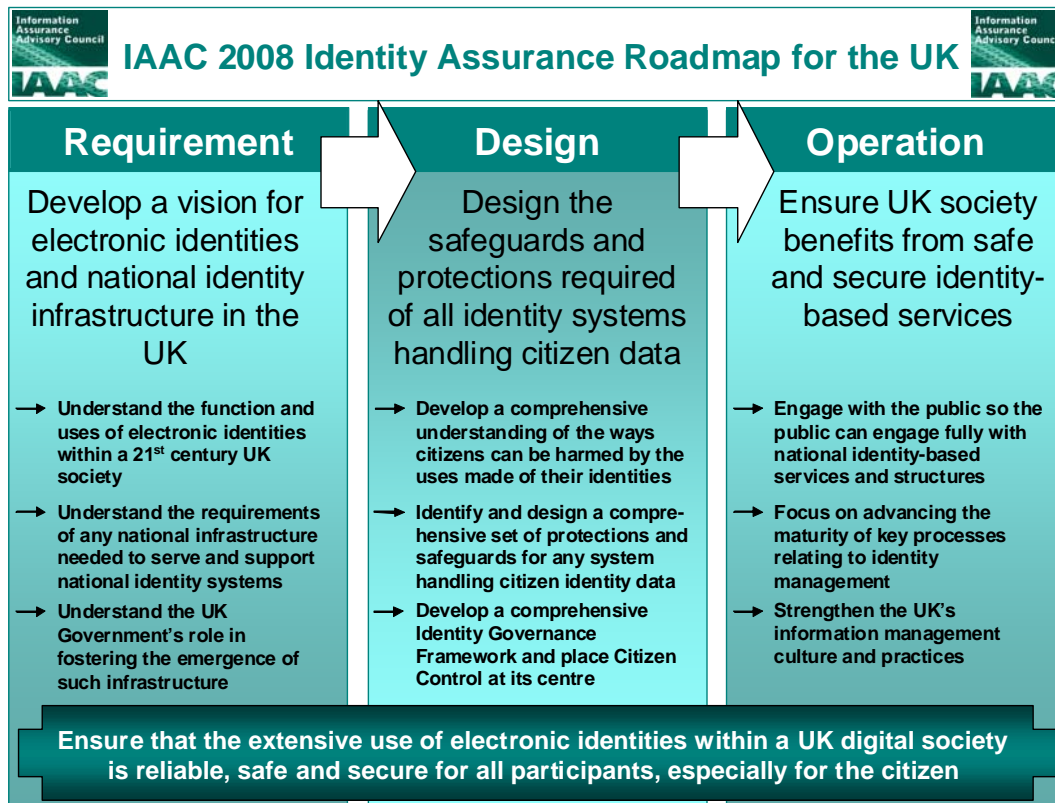 Information
Assurance
Advisory Council
IAAC
IAAC 2008 Identity Assurance Roadmap for the UK
Information
Assurance
Advisory Counc
IAAC
Requirement
Develop a vision for
electronic identities
and national identity
infrastructure in the
UK
Understand the function and
uses of electronic identities
within a 21st century UK
society
Understand the requirements
of any national infrastructure
needed to serve and support
national identity systems
Understand the UK
Government's role in
fostering the emergence of
such infrastructure
Design
Design the
safeguards and
protections required
of all identity systems
handling citizen data
Develop a comprehensive
understanding of the ways
citizens can be harmed by the
uses made of their identities
Identify and design a compre-
hensive set of protections and
safeguards for any system
handling citizen identity data
Develop a comprehensive
Identity Governance
Framework and place Citizen
Control at its centre
Operation
Ensure UK society
benefits from safe
and secure identity-
based services
Engage with the public so the
public can engage fully with
national identity-based
services and structures
Focus on advancing the
maturity of key processes
relating to identity
management
Strengthen the UK's
information management
culture and practices
Ensure that the extensive use of electronic identities within a UK digital society
is reliable, safe and secure for all participants, especially for the citizen